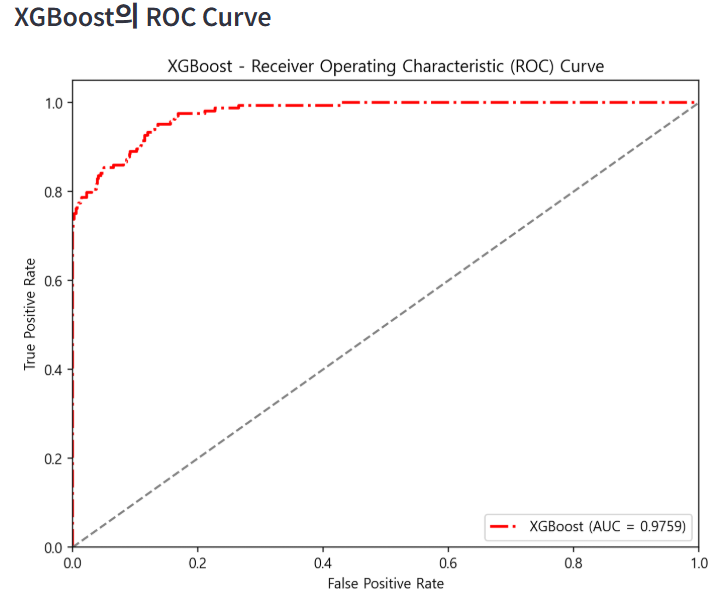 XGBoost의 ROC Curve
XGBoost - Receiver Operating Characteristic (ROC) Curve
True Positive Rate
1.0
0.8
0.6
0.4
0.2
0.0
XGBoost (AUC = 0.9759)
0.0 0.2 0.4 0.6 0.8 1.0
False Positive Rate